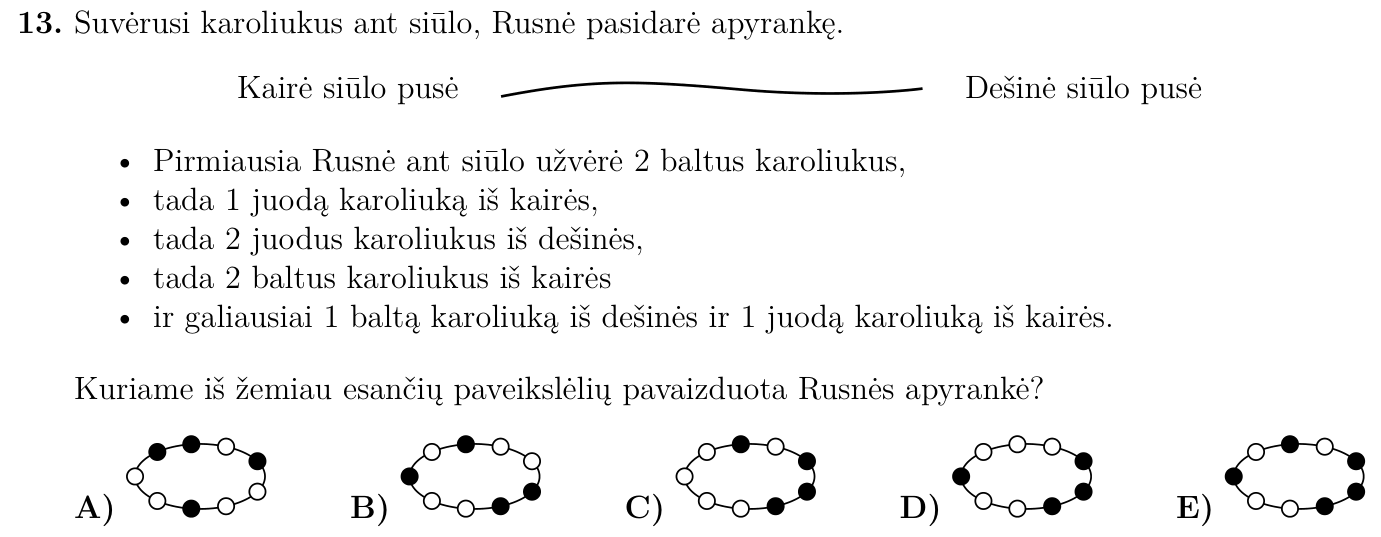 13. Suvėrusi karoliukus ant siūlo, Rusnė pasidarė apyrankę.
Kairė siūlo pusė Dešinė siūlo pusė
• Pirmiausia Rusnė ant siūlo užvėrė 2 baltus karoliukus,
• tada 1 juodą karoliuką iš kairės,
• tada 2 juodus karoliukus iš dešinės,
• tada 2 baltus karoliukus iš kairės
• ir galiausiai 1 baltą karoliuką iš dešinės ir 1 juodą karoliuką iš kairės.
Kuriame iš žemiau esančių paveikslėlių pavaizduota Rusnės apyrankė?
A) B) C) D) E)